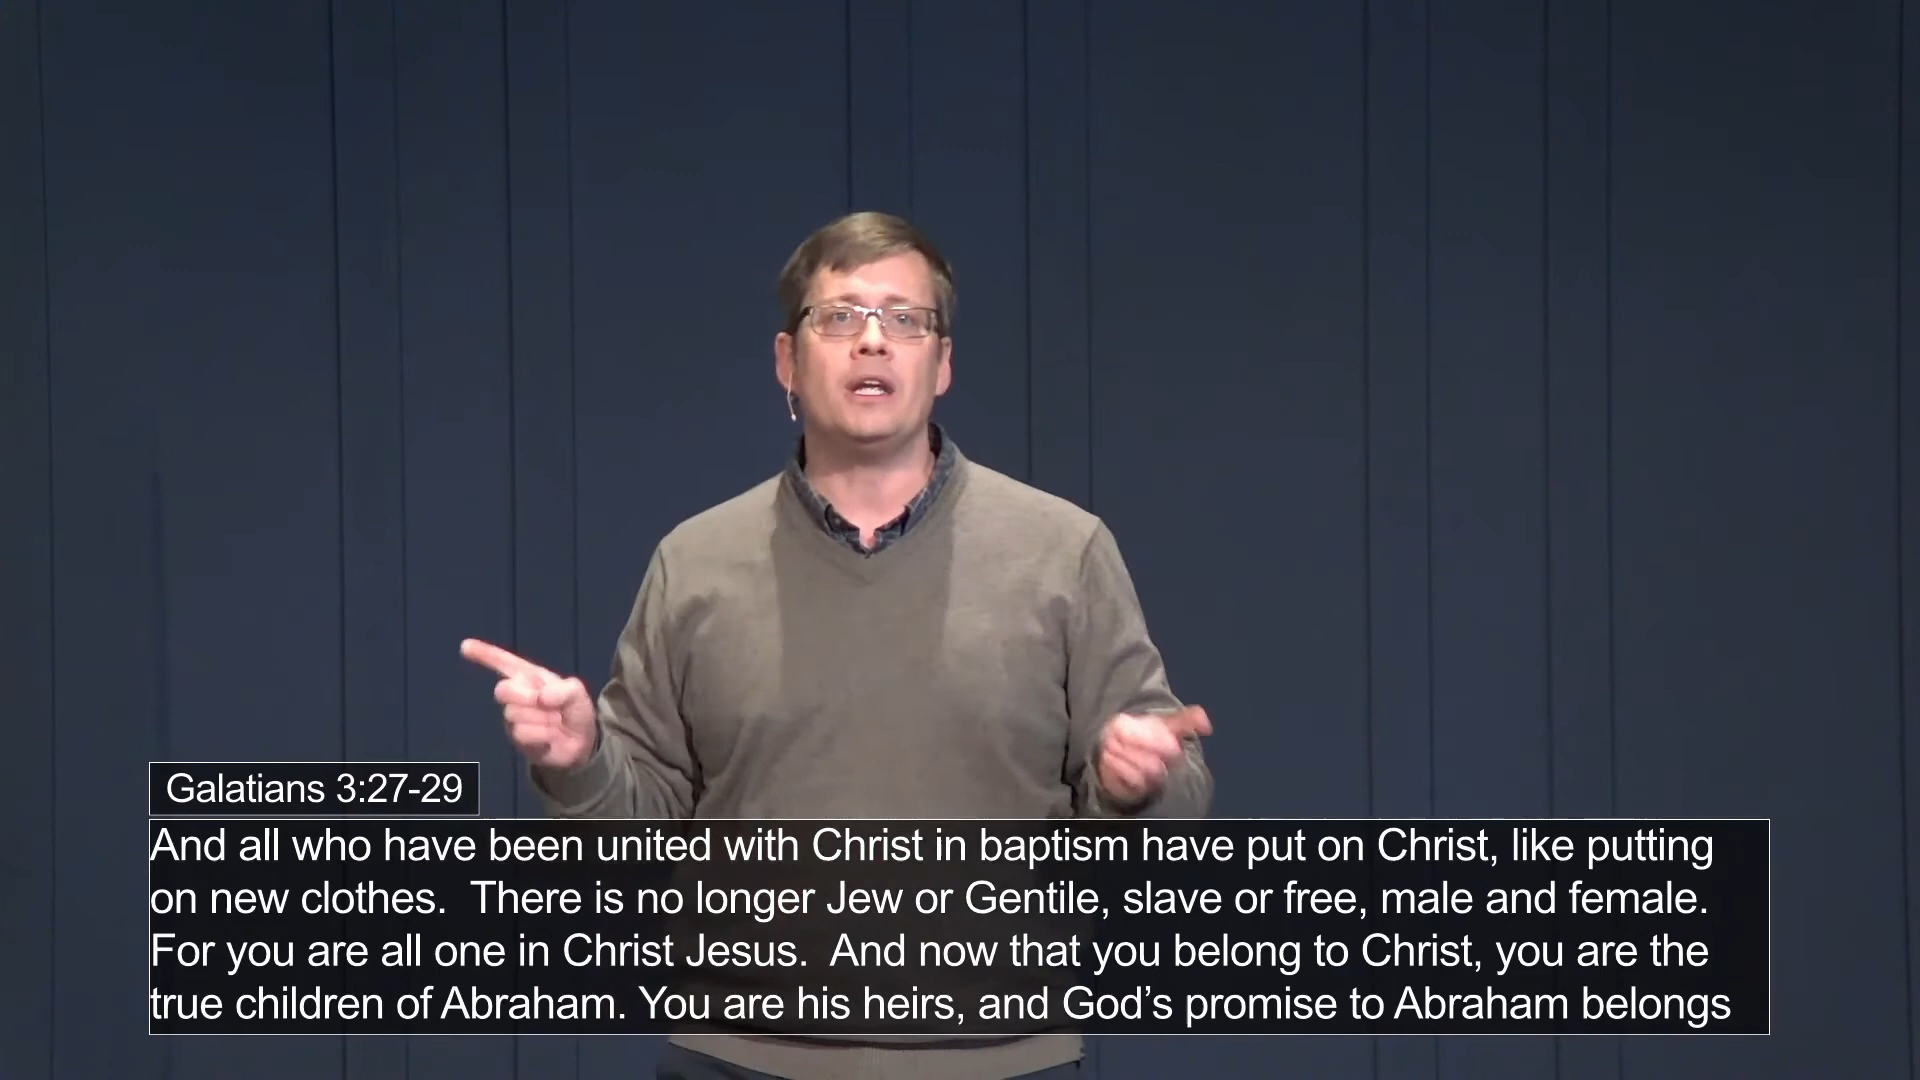 Galatians 3:27-29
And all who have been united with Christ in baptism have put on Christ, like putting
on new clothes.  There is no longer Jew or Gentile, slave or free, male and female.
For you are all one in Christ Jesus.  And now that you belong to Christ, you are the
true children of Abraham. You are his heirs, and God’s promise to Abraham belongs